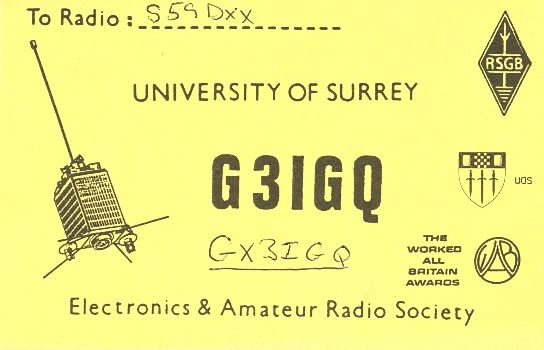 To Radio: S59DXX
RSGB
UNIVERSITY OF SURREY
G3IGQ
UOS
GX3IGQ
THE
WORKED
ALL
BRITAIN
AWARDS
WAB
Electronics & Amateur Radio Society